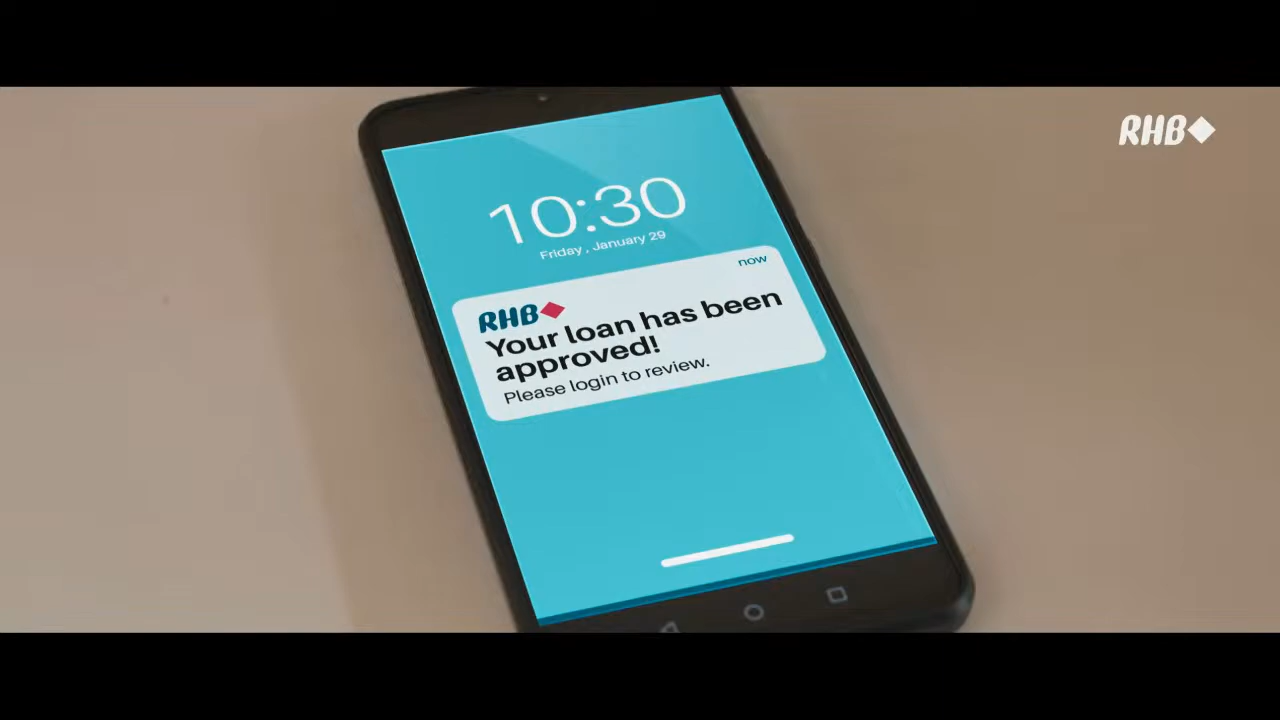 RHB
10:30
Friday , January 29
now
RHB
Your loan has been
approved!
Please login to review.